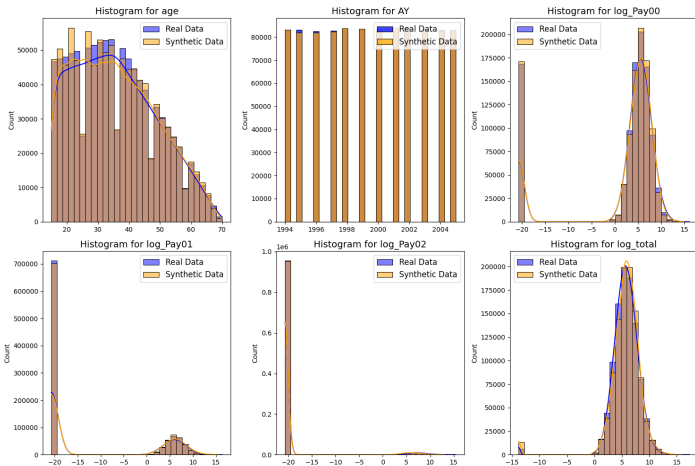 Histogram for age
Real Data
Synthetic Data
Count
50000
40000
30000
20000
10000
0
20 30 40 50 60 70
Histogram for AY
Real Data
Synthetic Data
Count
80000
70000
60000
50000
40000
30000
20000
10000
0
1994 1996 1998 2000 2002 2004
Histogram for log_Pay00
Real Data
Synthetic Data
Count
200000
175000
150000
125000
100000
75000
50000
25000
0
−20 −15 −10 −5 0 5 10 15
Histogram for log_Pay01
Real Data
Synthetic Data
Count
700000
600000
500000
400000
300000
200000
100000
0
−20 −15 −10 −5 0 5 10 15
1e6
Histogram for log_Pay02
Real Data
Synthetic Data
Count
1.0
0.8
0.6
0.4
0.2
0.0
−20 −15 −10 −5 0 5 10 15
Histogram for log_total
Real Data
Synthetic Data
Count
200000
175000
150000
125000
100000
75000
50000
25000
0
−15 −10 −5 0 5 10 15